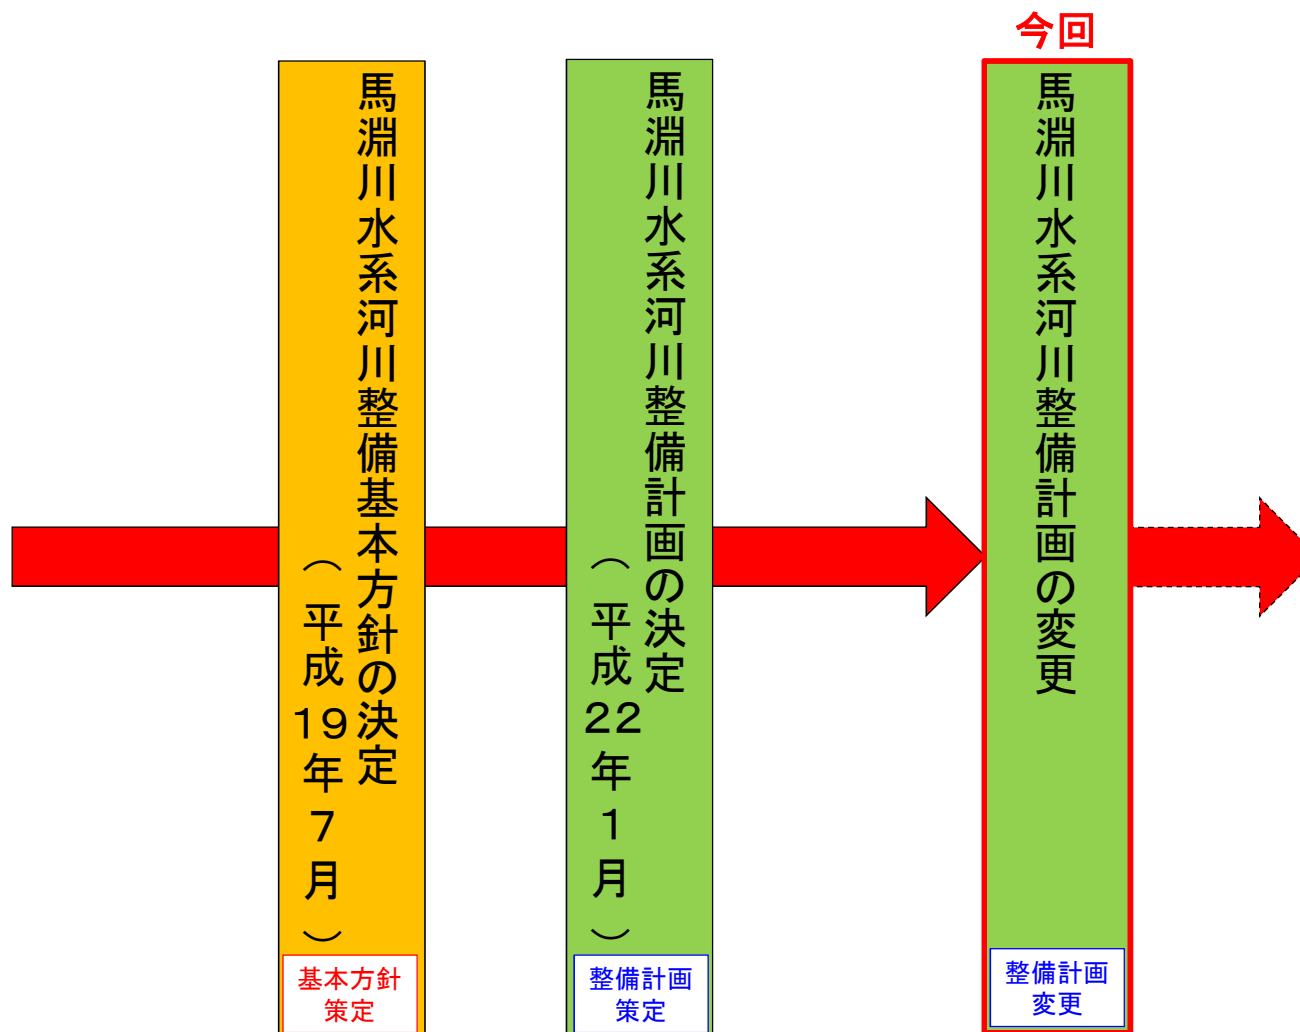 今回
馬淵川水系河川整備基本方針の決定
（平成19年7月）
基本方針
策定
馬淵川水系河川整備計画の決定
（平成22年1月）
整備計画
策定
馬淵川水系河川整備計画の変更
整備計画
変更